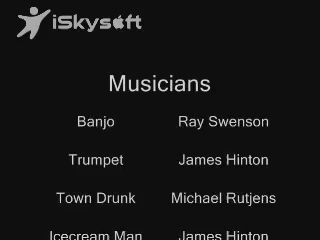 iSkysoft
Musicians
Banjo Ray Swenson
Trumpet James Hinton
Town Drunk Michael Rutjens
Icecream Man James Hinton